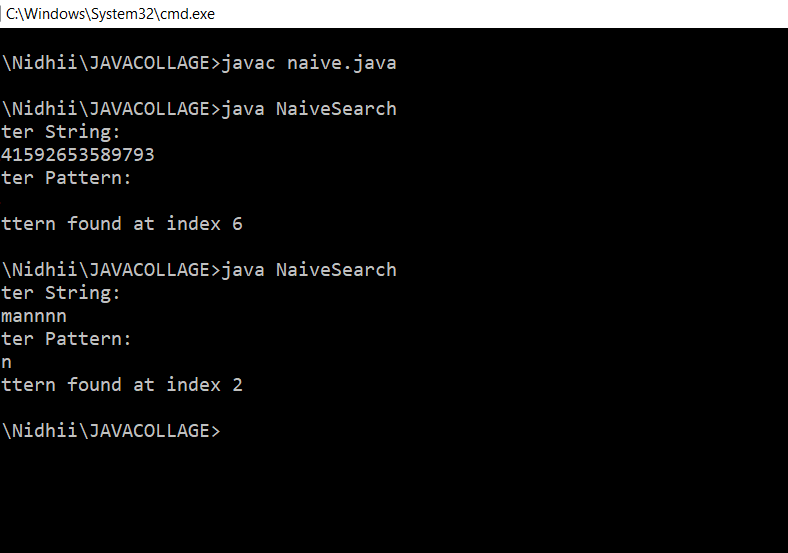 C:\Windows\System32\cmd.exe
\Nidhii\JAVACOLLAGE>javac naive.java
\Nidhii\JAVACOLLAGE>java NaiveSearch
ter String:
41592653589793
ter Pattern:
ttern found at index 6
\Nidhii\JAVACOLLAGE>java NaiveSearch
ter String:
mannnn
ter Pattern:
n
ttern found at index 2
\Nidhii\JAVACOLLAGE>